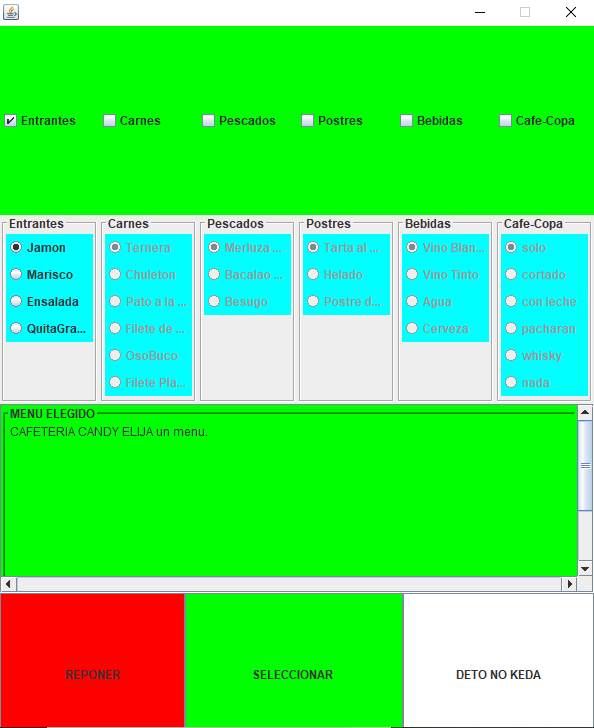 Entrantes Carnes Pescados Postres Bebidas Cafe-Copa
Entrantes Carnes Pescados Postres Bebidas Cafe-Copa
Jamon Ternera Merluza ... Tarta al ... Vino Blan... solo
Marisco Chuleton Bacalao ... Helado Vino Tinto cortado
Ensalada Pato a la ... Besugo Postre d... Agua con leche
QuitaGra... Filete de ... Cerveza pacharan
OsoBuco whisky
Filete Pla... nada
MENU ELEGIDO
CAFETERIA CANDY ELIJA un menu.
REPONER SELECCIONAR DETO NO KEDA